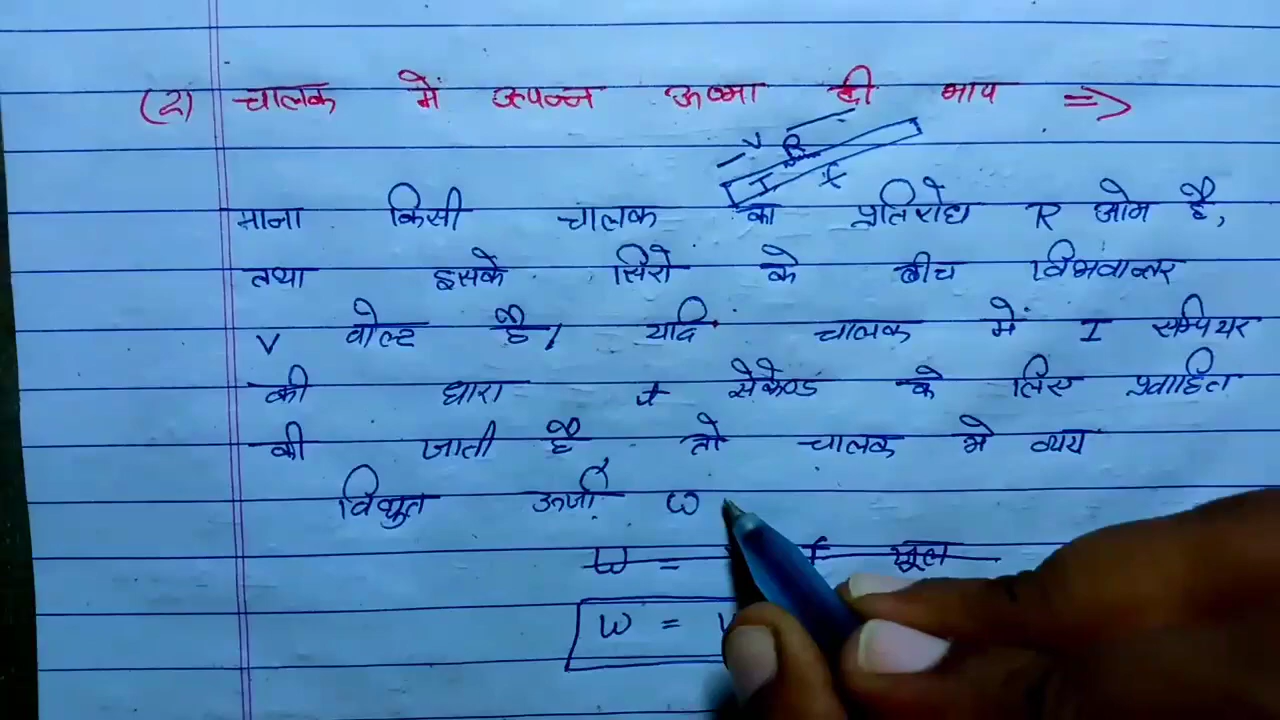 (2) चालक में उत्पन्न ऊष्मा की माप =>
V R
I t
माना किसी चालक का प्रतिरोध R ओम है,
तथा इसके सिरो के बीच विभवान्तर
V वोल्ट है। यदि चालक में I एम्पियर
की धारा t सेकेण्ड के लिए प्रवाहित
की जाती है तो चालक मे व्यय
विद्युत ऊर्जा W
W = जूल
W =